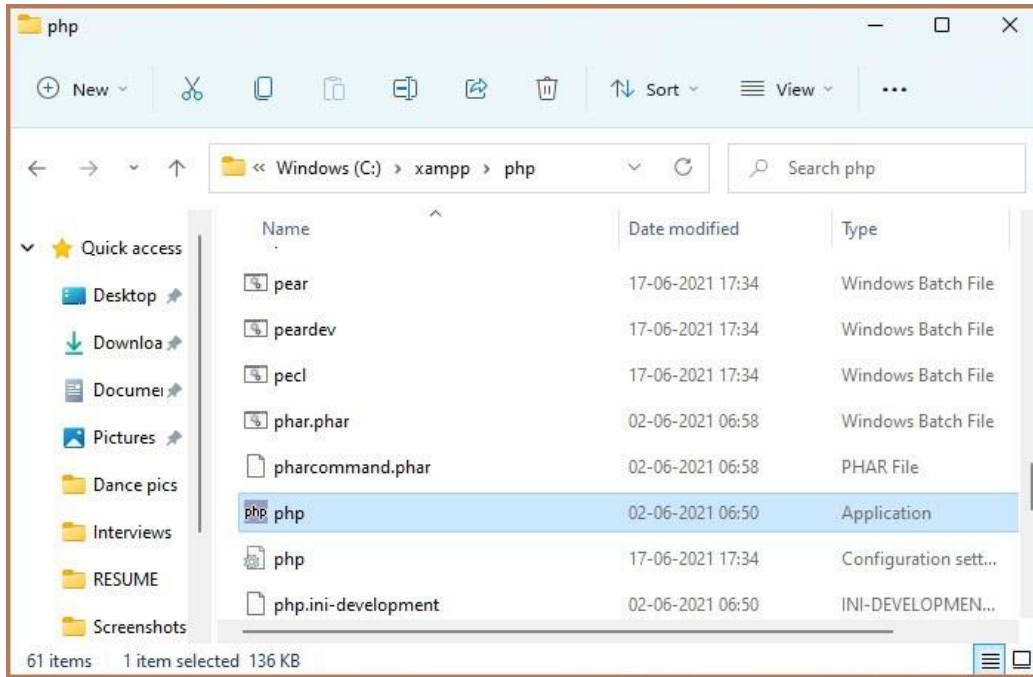 php
New
Sort
View
Windows (C:) xampp php
Search php
Name Date modified Type
Quick access
Desktop
Downloa
Documer
Pictures
Dance pics
Interviews
RESUME
Screenshots
pear 17-06-2021 17:34 Windows Batch File
peardev 17-06-2021 17:34 Windows Batch File
pecl 17-06-2021 17:34 Windows Batch File
phar.phar 02-06-2021 06:58 Windows Batch File
pharcommand.phar 02-06-2021 06:58 PHAR File
php php 02-06-2021 06:50 Application
php 17-06-2021 17:34 Configuration sett...
php.ini-development 02-06-2021 06:50 INI-DEVELOPMEN...
61 items 1 item selected 136 KB